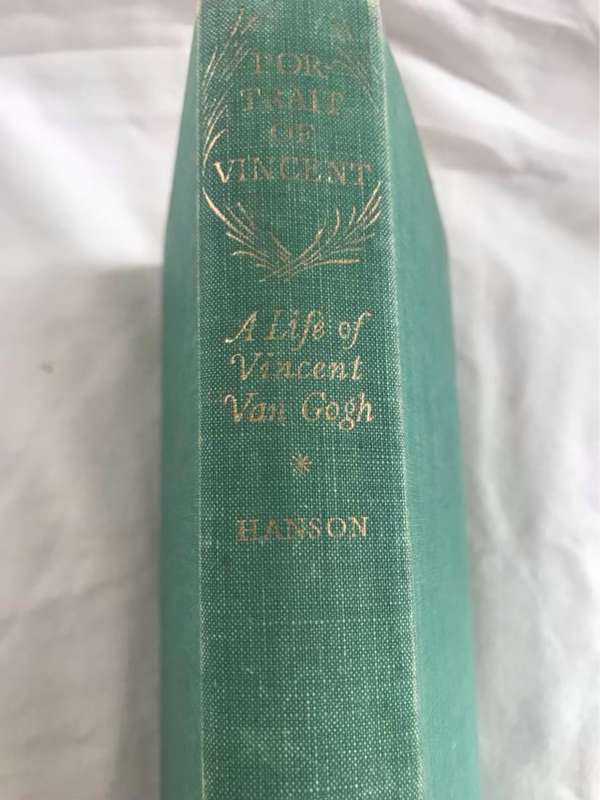 POR-
TRAIT
OF
VINCENT
A Life of
Vincent
Van Gogh
*
HANSON